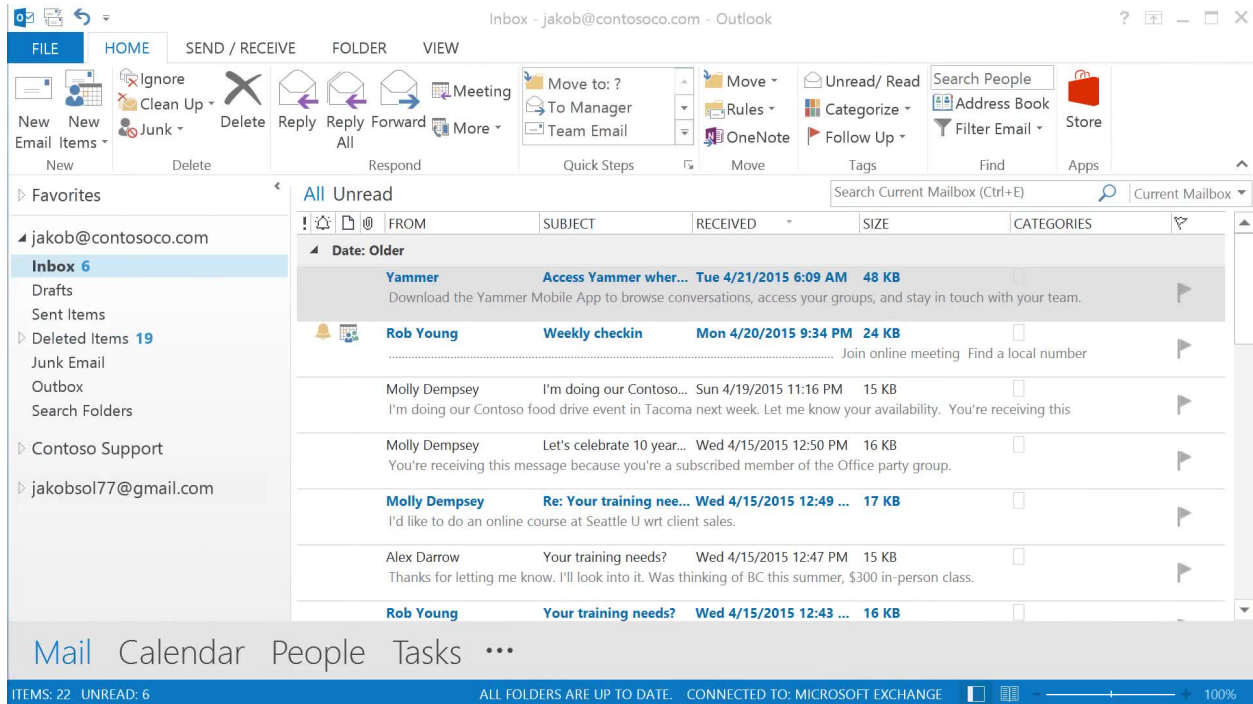 Inbox - jakob@contosoco.com - Outlook
?
FILE HOME SEND / RECEIVE FOLDER VIEW
New Email
New Items
New
Ignore
Clean Up
Junk
Delete
Delete
Reply
Reply All
Forward
Meeting
More
Respond
Move to: ?
To Manager
Team Email
Quick Steps
Move
Rules
OneNote
Move
Unread/ Read
Categorize
Follow Up
Tags
Search People
Address Book
Filter Email
Find
Store
Apps
Favorites
jakob@contosoco.com
Inbox 6
Drafts
Sent Items
Deleted Items 19
Junk Email
Outbox
Search Folders
Contoso Support
jakobsol77@gmail.com
All Unread
Search Current Mailbox (Ctrl+E) Current Mailbox
! FROM SUBJECT RECEIVED SIZE CATEGORIES
Date: Older
Yammer Access Yammer wher... Tue 4/21/2015 6:09 AM 48 KB
Download the Yammer Mobile App to browse conversations, access your groups, and stay in touch with your team.
Rob Young Weekly checkin Mon 4/20/2015 9:34 PM 24 KB
Join online meeting Find a local number
Molly Dempsey I'm doing our Contoso... Sun 4/19/2015 11:16 PM 15 KB
I'm doing our Contoso food drive event in Tacoma next week. Let me know your availability. You're receiving this
Molly Dempsey Let's celebrate 10 year... Wed 4/15/2015 12:50 PM 16 KB
You're receiving this message because you're a subscribed member of the Office party group.
Molly Dempsey Re: Your training nee... Wed 4/15/2015 12:49 ... 17 KB
I'd like to do an online course at Seattle U wrt client sales.
Alex Darrow Your training needs? Wed 4/15/2015 12:47 PM 15 KB
Thanks for letting me know. I'll look into it. Was thinking of BC this summer, $300 in-person class.
Rob Young Your training needs? Wed 4/15/2015 12:43 ... 16 KB
Mail Calendar People Tasks ...
ITEMS: 22 UNREAD: 6 ALL FOLDERS ARE UP TO DATE. CONNECTED TO: MICROSOFT EXCHANGE 100%